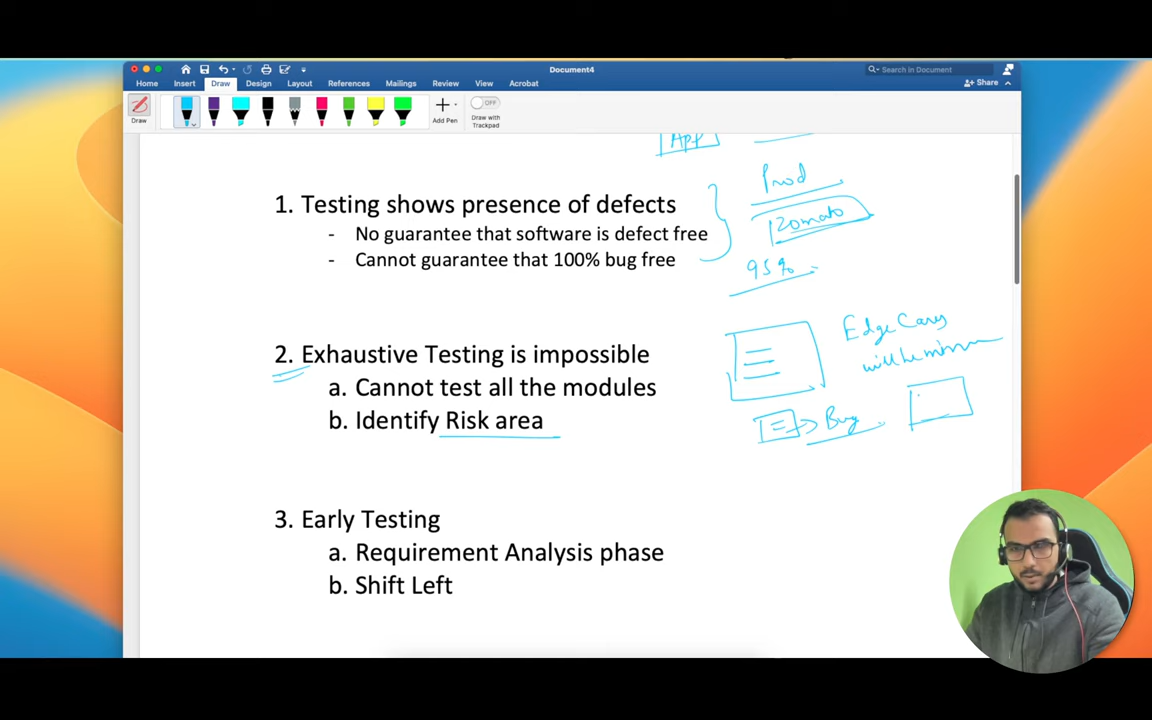 Document4
Search in Document
Home Insert Draw Design Layout References Mailings Review View Acrobat
Share
Draw
Add Pen
OFF
Draw with
Trackpad
App
Prod
1. Testing shows presence of defects
Zomato
- No guarantee that software is defect free
- Cannot guarantee that 100% bug free
95%
Edge Cases
will be
2. Exhaustive Testing is impossible
a. Cannot test all the modules
b. Identify Risk area
Bug
3. Early Testing
a. Requirement Analysis phase
b. Shift Left